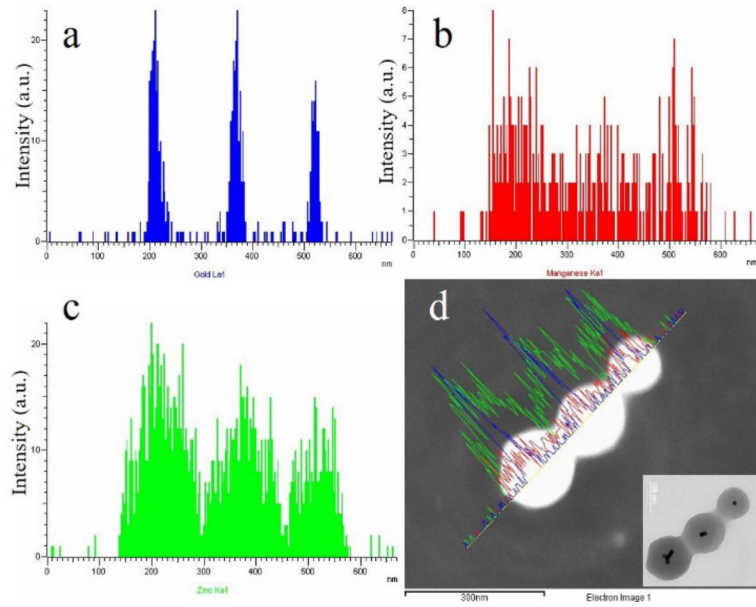 a
Intensity (a.u.)
20
10
0
0 100 200 300 400 500 600
nm
Gold La1
b
Intensity (a.u.)
8
7
6
5
4
3
2
1
0
0 100 200 300 400 500 600
nm
Manganese Ka1
c
Intensity (a.u.)
20
10
0
0 100 200 300 400 500 600
nm
Zinc Ka1
d
300nm
Electron Image 1